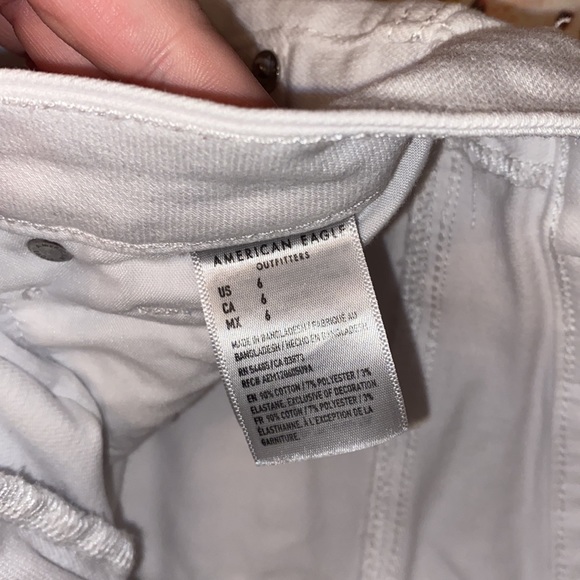 AMERICAN EAGLE
OUTFITTERS
US 6
CA 6
MX 6
MADE IN BANGLADESH / FABRIQUÉ AU
BANGLADESH / HECHO EN BANGLADESH
RN 54485 / CA 03873
RFC#
EN 90% COTTON / 7% POLYESTER / 3%
ELASTANE, EXCLUSIVE OF DECORATION.
FR 90% COTON / 7% POLYESTER / 3%
ÉLASTHANNE, À L'EXCEPTION DE LA
GARNITURE.